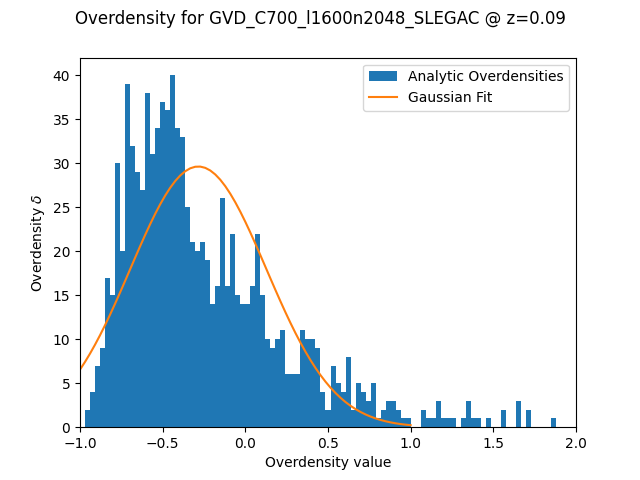 Overdensity for GVD_C700_l1600n2048_SLEGAC @ z=0.09
Analytic Overdensities
Gaussian Fit
Overdensity δ
40
35
30
25
20
15
10
5
0
−1.0 −0.5 0.0 0.5 1.0 1.5 2.0
Overdensity value